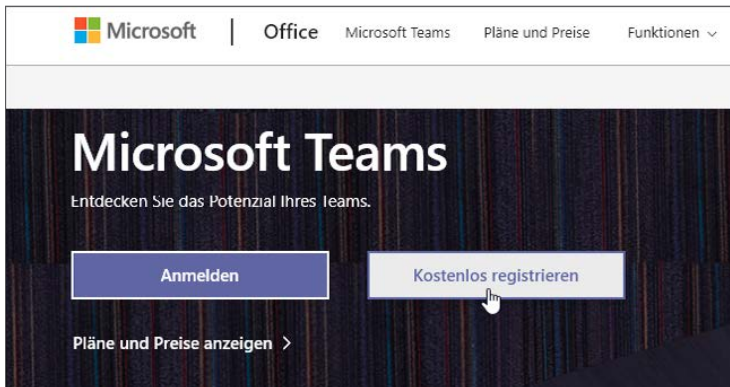 Microsoft | Office Microsoft Teams Pläne und Preise Funktionen
Microsoft Teams
Entdecken Sie das Potenzial Ihres Teams.
Anmelden Kostenlos registrieren
Pläne und Preise anzeigen >